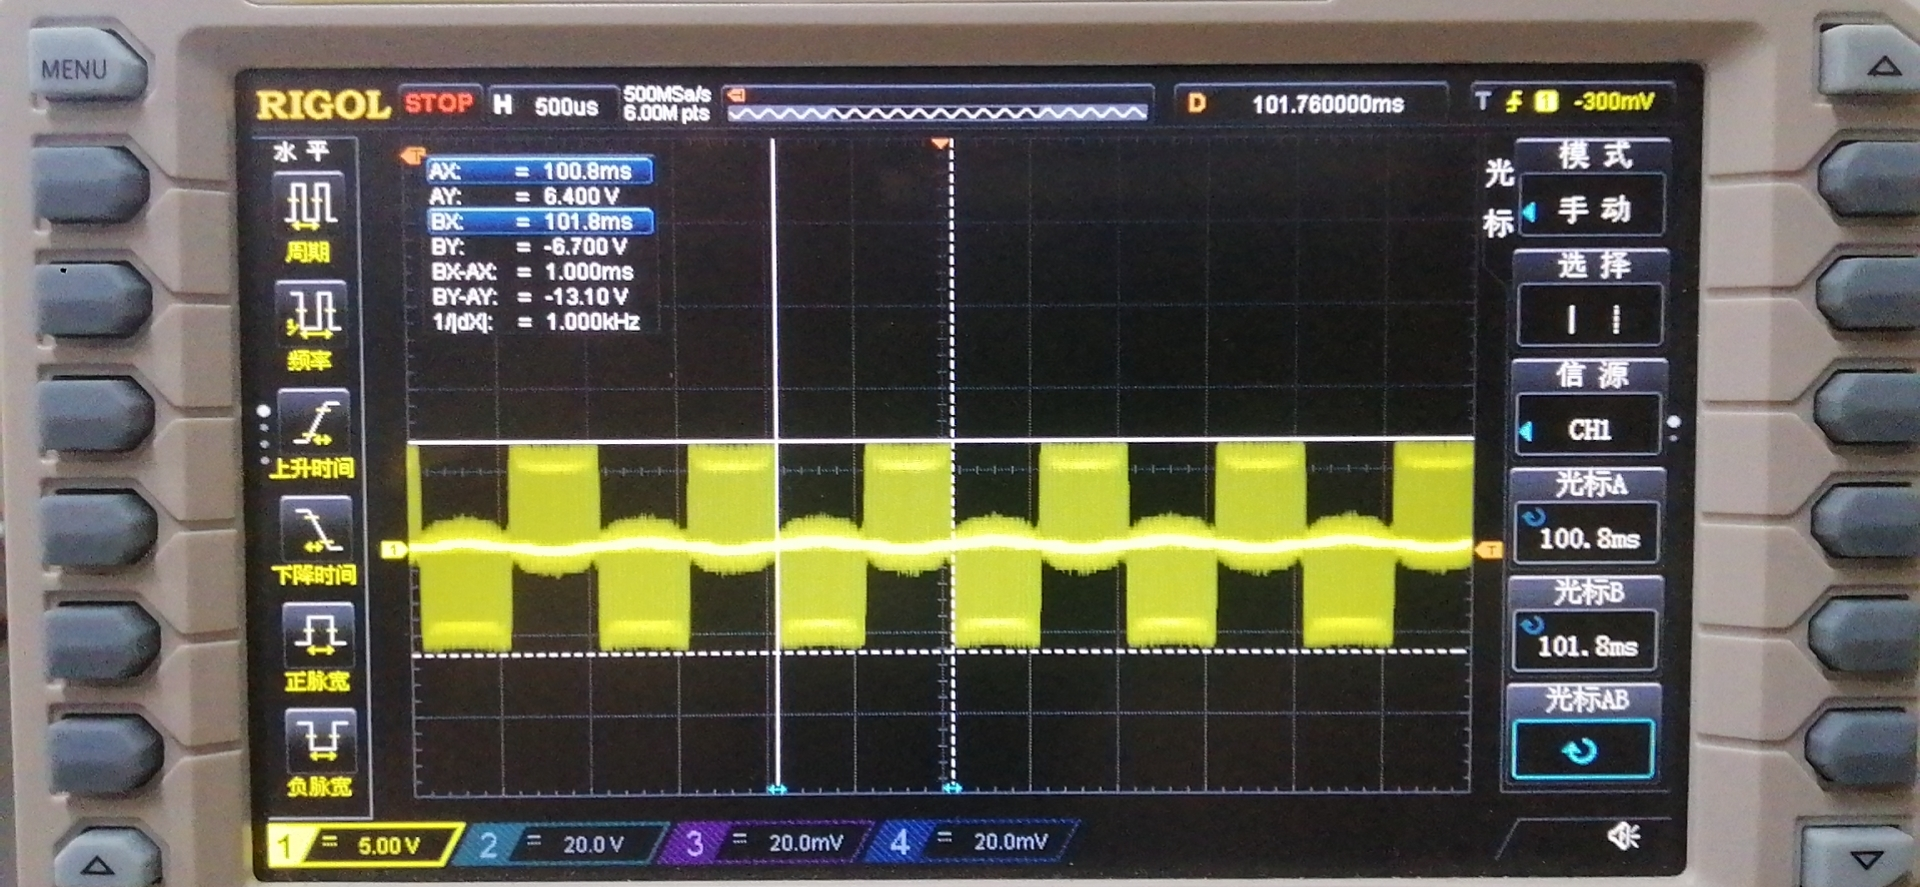 MENU
RIGOL STOP H 500us 500MSa/s 6.00M pts D 101.760000ms T 1 -300mV
水平
周期
频率
上升时间
下降时间
正脉宽
负脉宽
T
AX: = 100.8ms
AY: = 6.400 V
BX: = 101.8ms
BY: = -6.700 V
BX-AX: = 1.000ms
BY-AY: = -13.10 V
1/|dX|: = 1.000kHz
1
T
光标
模式
手动
选择
信源
CH1
光标A
100.8ms
光标B
101.8ms
光标AB
1 = 5.00 V 2 = 20.0 V 3 = 20.0mV 4 = 20.0mV